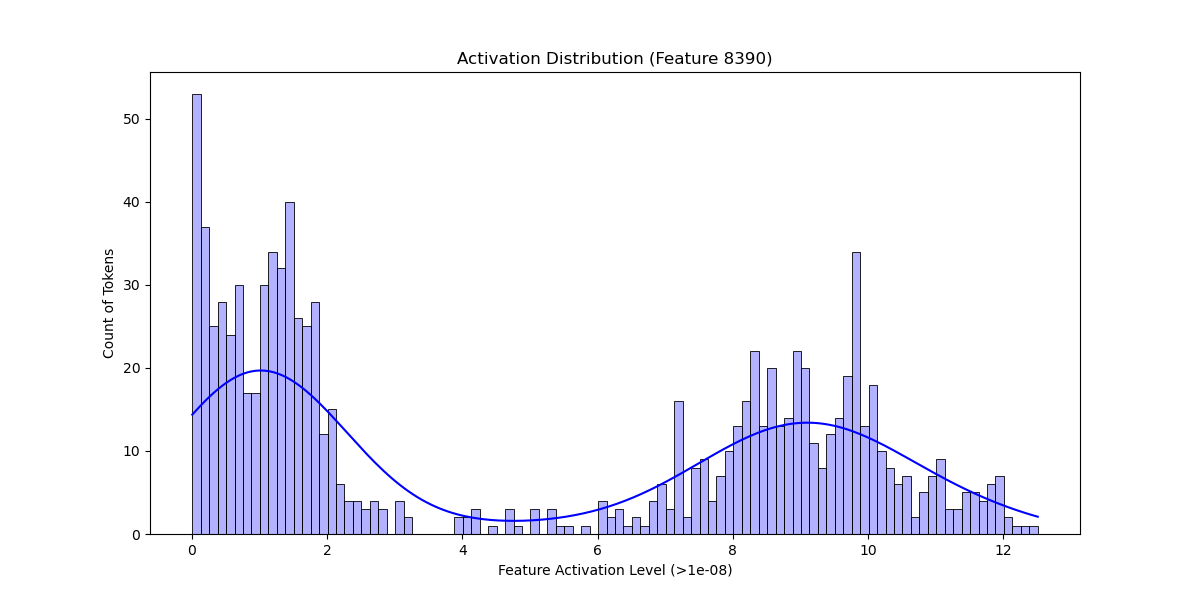 Activation Distribution (Feature 8390)
Count of Tokens
50
40
30
20
10
0
0 2 4 6 8 10 12
Feature Activation Level (>1e-08)